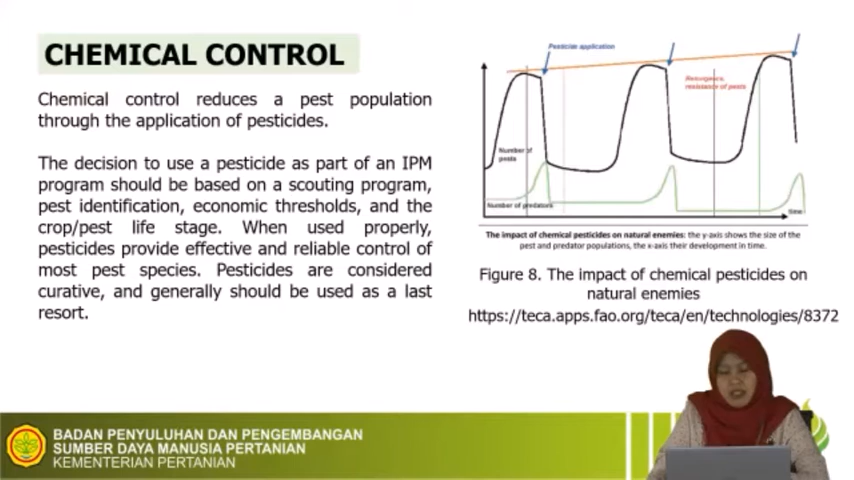 CHEMICAL CONTROL
Chemical control reduces a pest population
through the application of pesticides.
The decision to use a pesticide as part of an IPM
program should be based on a scouting program,
pest identification, economic thresholds, and the
crop/pest life stage. When used properly,
pesticides provide effective and reliable control of
most pest species. Pesticides are considered
curative, and generally should be used as a last
resort.
Pesticide application
Resurgence,
resistance of pests
Number of
pests
Number of predators
time
The impact of chemical pesticides on natural enemies: the y-axis shows the size of the
pest and predator populations, the x-axis their development in time.
Figure 8. The impact of chemical pesticides on
natural enemies
https://teca.apps.fao.org/teca/en/technologies/8372
BADAN PENYULUHAN DAN PENGEMBANGAN
SUMBER DAYA MANUSIA PERTANIAN
KEMENTERIAN PERTANIAN